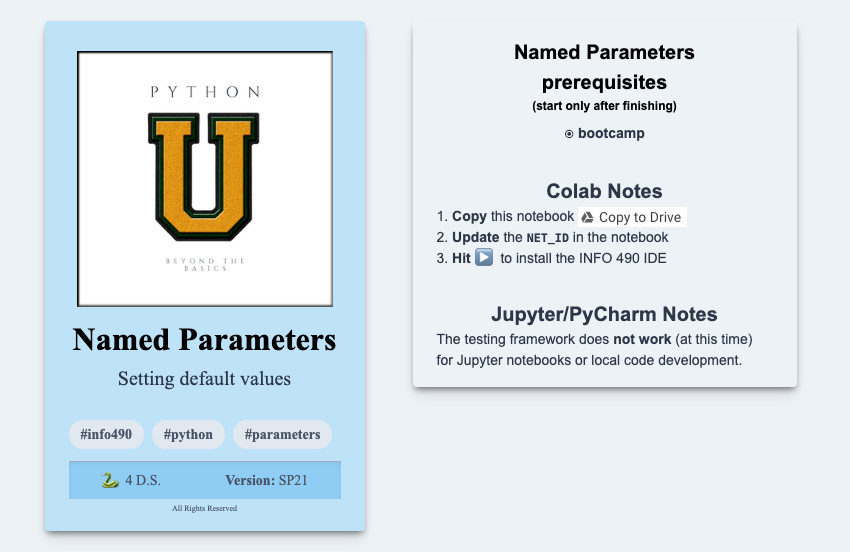 PYTHON
U
BEYOND THE
BASICS
Named Parameters
Setting default values
#info490 #python #parameters
4 D.S. Version: SP21
All Rights Reserved
Named Parameters
prerequisites
(start only after finishing)
bootcamp
Colab Notes
1. Copy this notebook Copy to Drive
2. Update the NET_ID in the notebook
3. Hit to install the INFO 490 IDE
Jupyter/PyCharm Notes
The testing framework does not work (at this time)
for Jupyter notebooks or local code development.